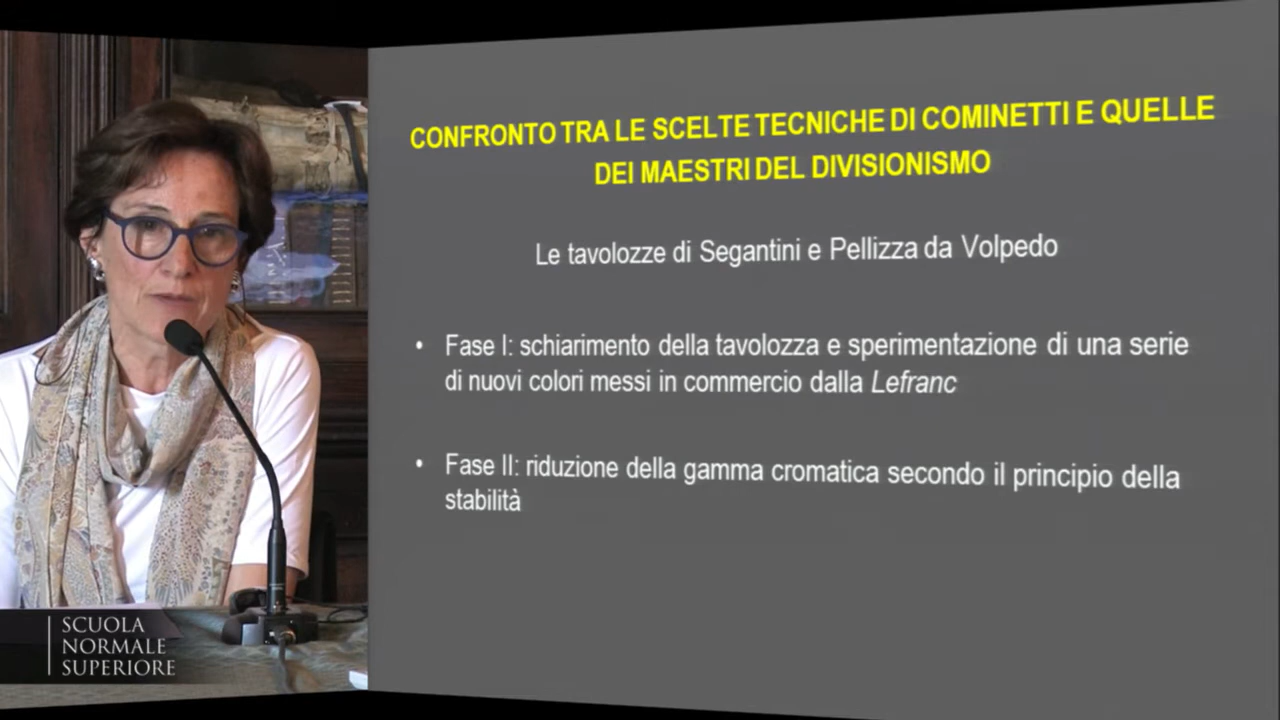 CONFRONTO TRA LE SCELTE TECNICHE DI COMINETTI E QUELLE
DEI MAESTRI DEL DIVISIONISMO
Le tavolozze di Segantini e Pellizza da Volpedo
• Fase I: schiarimento della tavolozza e sperimentazione di una serie
di nuovi colori messi in commercio dalla Lefranc
• Fase II: riduzione della gamma cromatica secondo il principio della
stabilità
SCUOLA
NORMALE
SUPERIORE